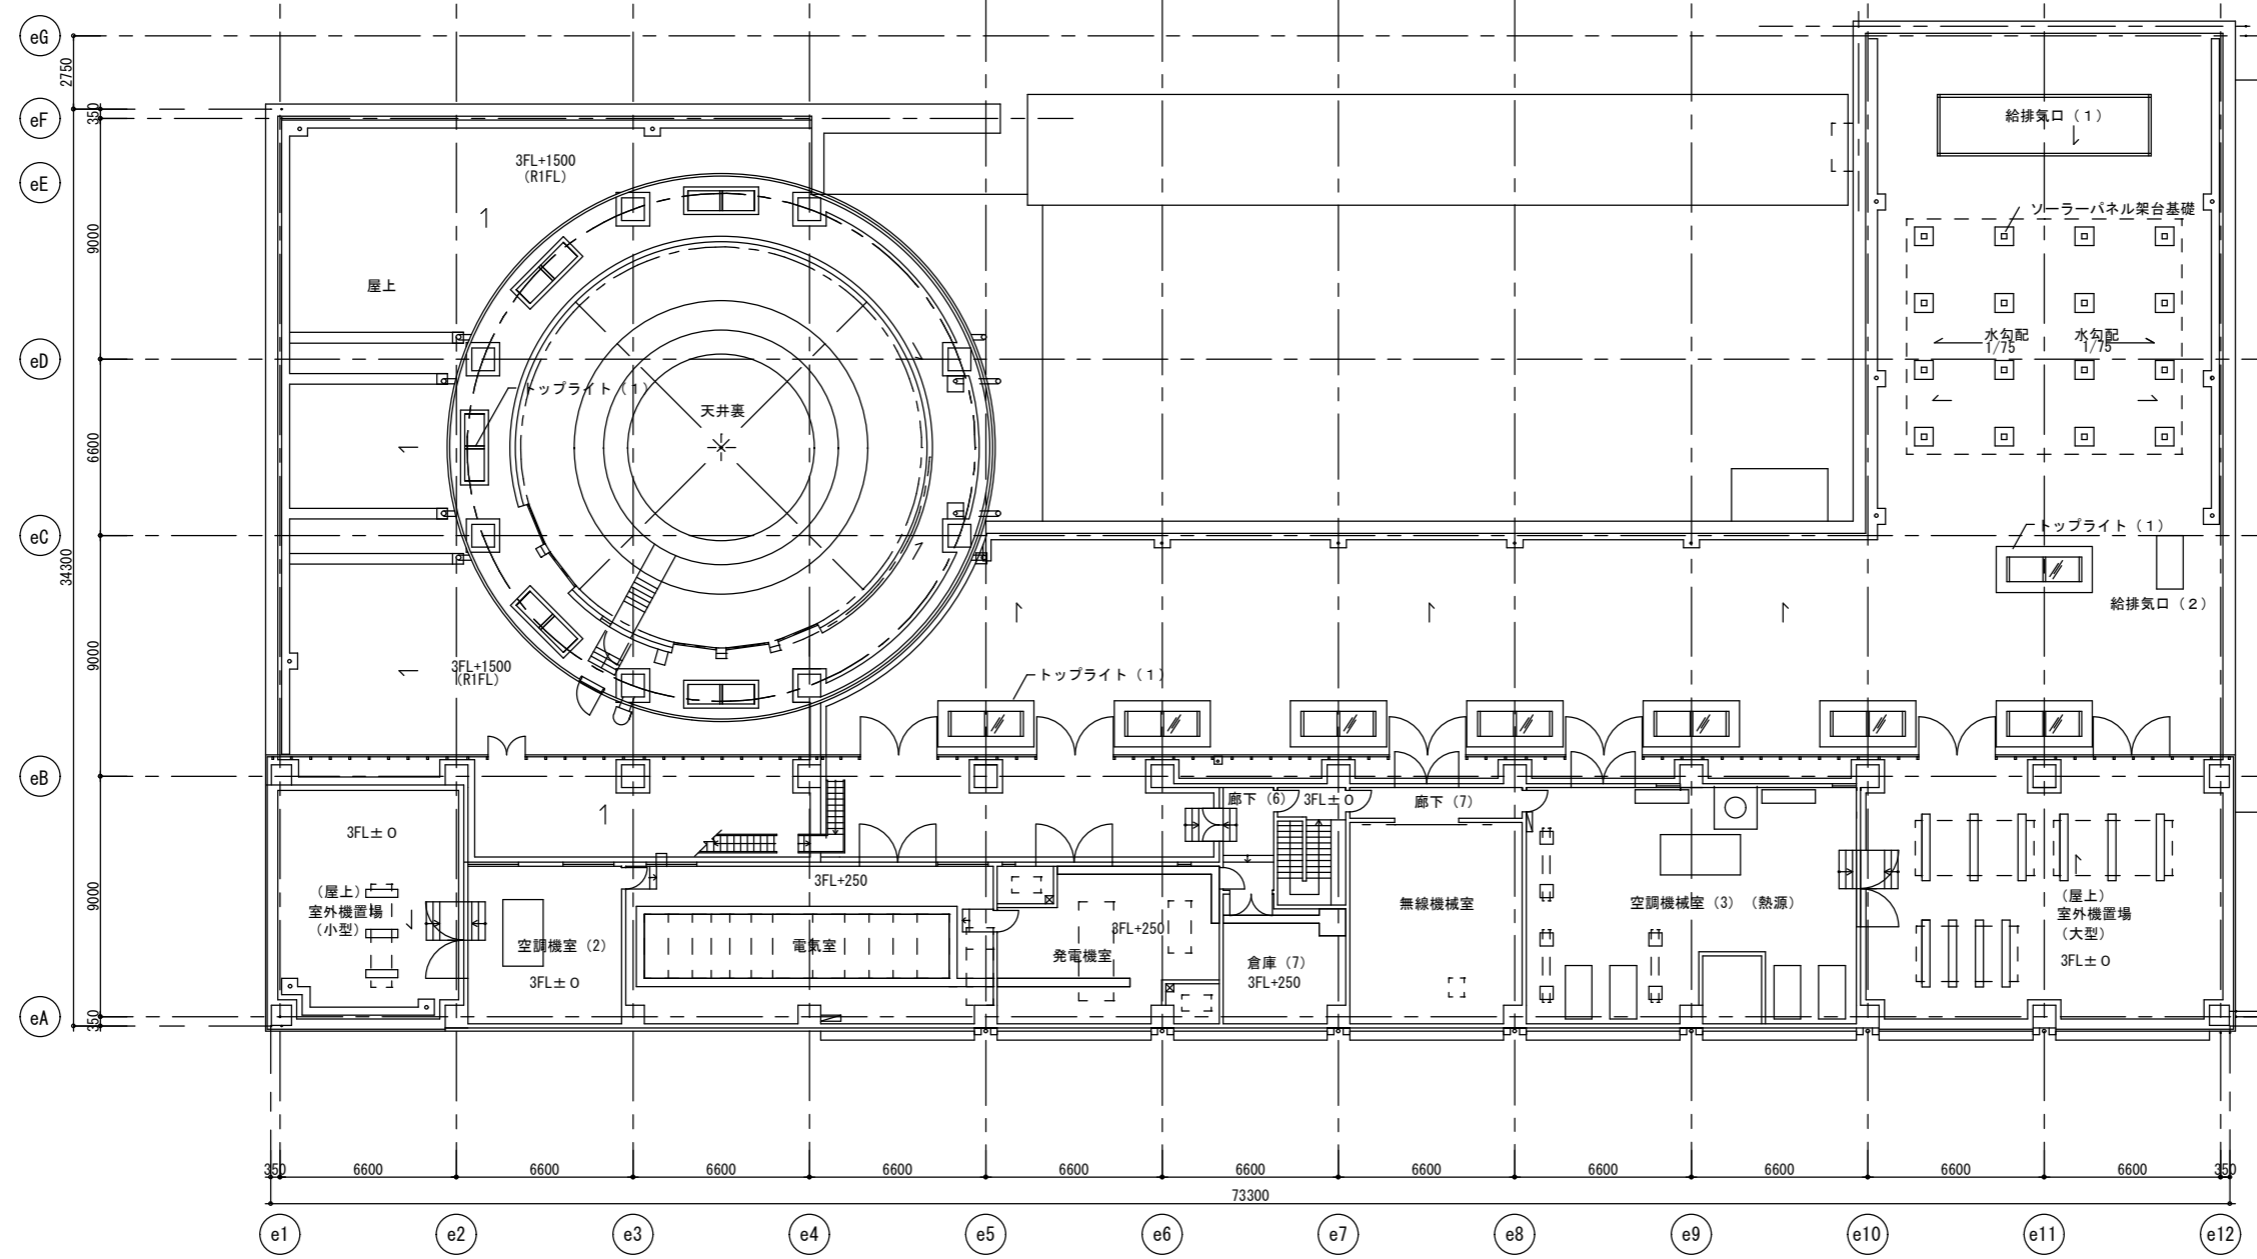 eG
2750
給排気口（１）
350
eF
3FL+1500
(R1FL)
eE
ソーラーパネル架台基礎
9000
屋上
水勾配
1/75
水勾配
1/75
eD
トップライト（１）
天井裏
6600
トップライト（１）
eC
34300
給排気口（２）
9000
3FL+1500
(R1FL)
トップライト（１）
eB
廊下（6）
3FL±０
廊下（7）
3FL±０
3FL+250
（屋上）
室外機置場
（小型）
9000
無線機械室
空調機械室（3）（熱源）
（屋上）
室外機置場
（大型）
3FL±０
3FL+250
空調機室（2）
電気室
発電機室
倉庫（7）
3FL+250
3FL±０
eA
350
350
6600
6600
6600
6600
6600
6600
6600
6600
6600
6600
6600
350
73300
e1
e2
e3
e4
e5
e6
e7
e8
e9
e10
e11
e12